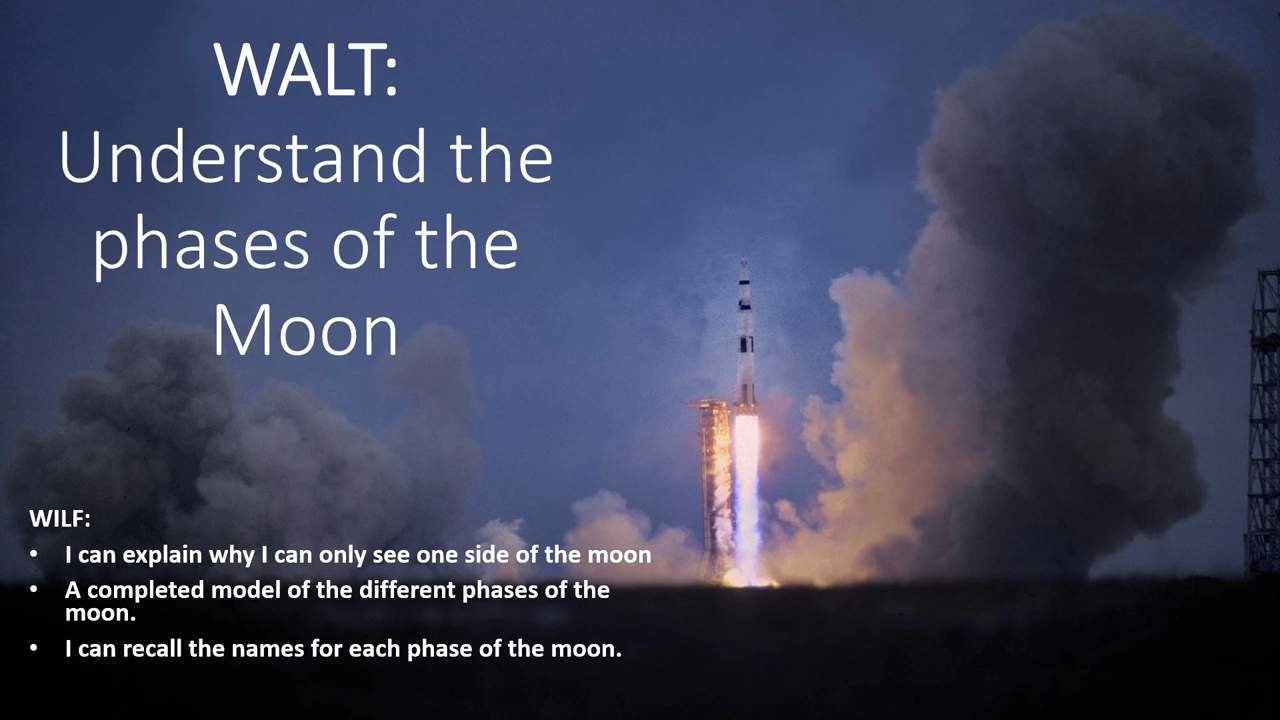 WALT:
Understand the
phases of the
Moon
WILF:
• I can explain why I can only see one side of the moon
• A completed model of the different phases of the
moon.
• I can recall the names for each phase of the moon.